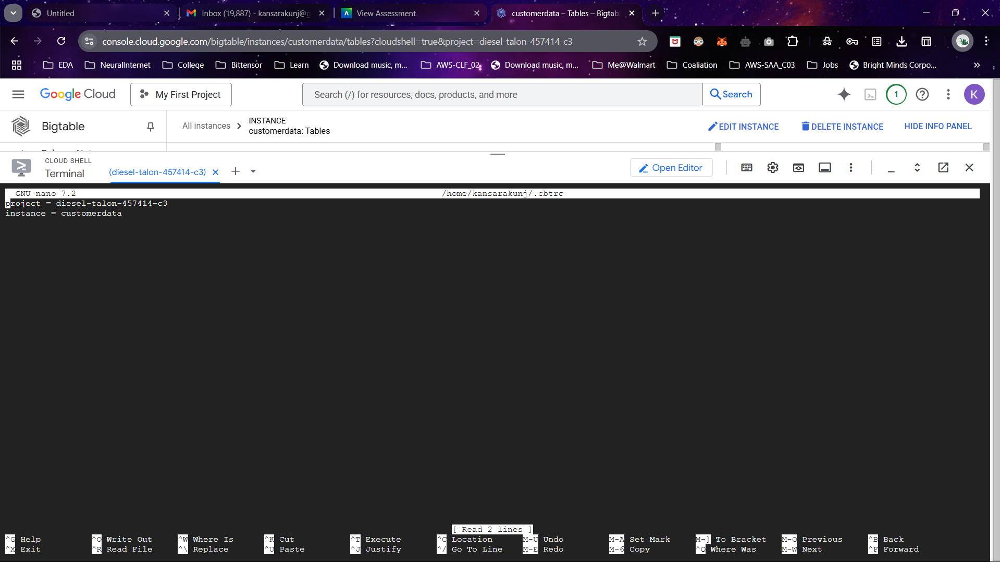 Untitled
Inbox (19,887) - kansarakunj@g
View Assessment
customerdata – Tables – Bigtabl
console.cloud.google.com/bigtable/instances/customerdata/tables?cloudshell=true&project=diesel-talon-457414-c3
EDA
NeuralInternet
College
Bittensor
Learn
Download music, m...
AWS-CLF_02
Download music, m...
Me@Walmart
Coaliation
AWS-SAA_C03
Jobs
Bright Minds Corpo...
Google Cloud
My First Project
Search (/) for resources, docs, products, and more
Search
1
K
Bigtable
All instances
INSTANCE
customerdata: Tables
EDIT INSTANCE
DELETE INSTANCE
HIDE INFO PANEL
CLOUD SHELL
Terminal
(diesel-talon-457414-c3)
Open Editor
GNU nano 7.2 /home/kansarakunj/.cbtrc
project = diesel-talon-457414-c3
instance = customerdata
[ Read 2 lines ]
^G Help ^O Write Out ^W Where Is ^K Cut ^T Execute ^C Location M-U Undo M-A Set Mark M-] To Bracket M-Q Previous ^B Back
^X Exit ^R Read File ^\ Replace ^U Paste ^J Justify ^/ Go To Line M-E Redo M-6 Copy ^Q Where Was M-W Next ^F Forward